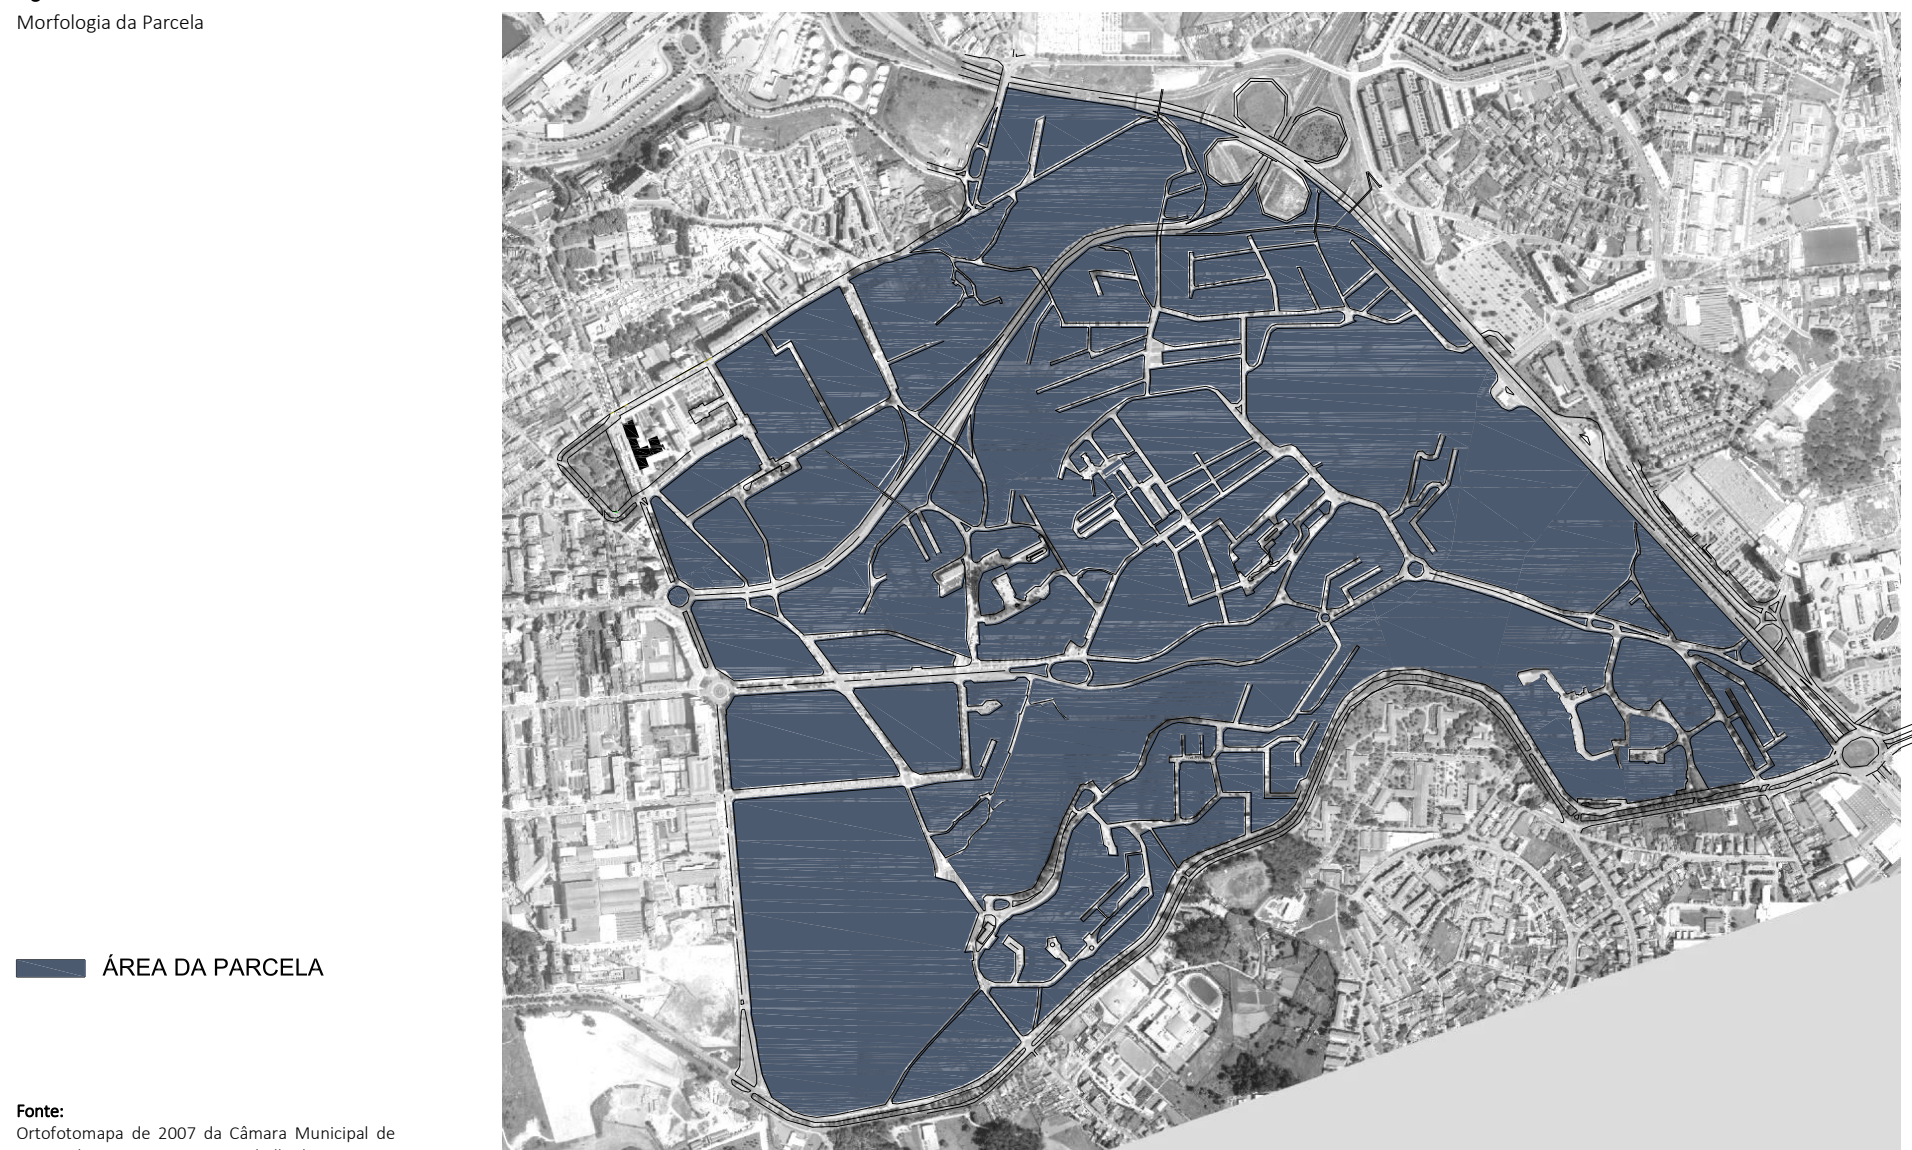 Morfologia da Parcela
ÁREA DA PARCELA
Fonte:
Ortofotomapa de 2007 da Câmara Municipal de